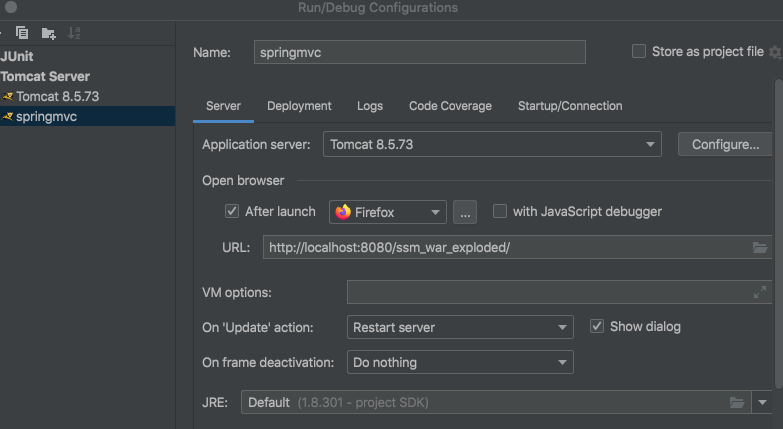 Run/Debug Configurations
JUnit
Tomcat Server
Tomcat 8.5.73
springmvc
Name: springmvc
Store as project file
Server Deployment Logs Code Coverage Startup/Connection
Application server: Tomcat 8.5.73 Configure...
Open browser
After launch Firefox ... with JavaScript debugger
URL: http://localhost:8080/ssm_war_exploded/
VM options:
On 'Update' action: Restart server Show dialog
On frame deactivation: Do nothing
JRE: Default (1.8.301 - project SDK)